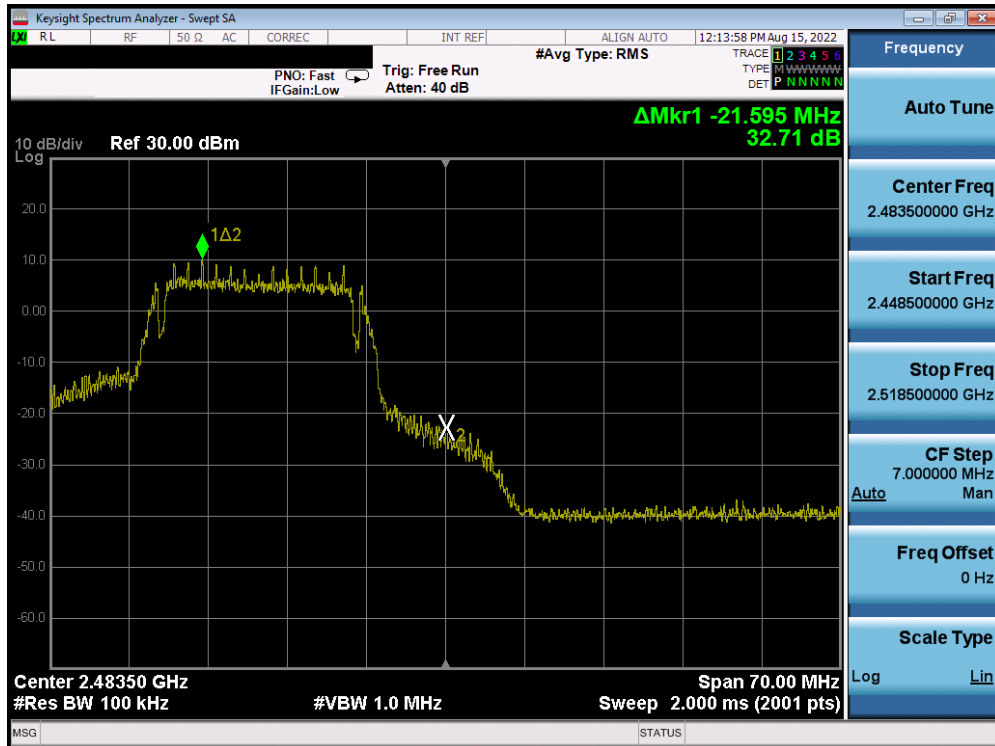 Keysight Spectrum Analyzer - Swept SA
LXI RL RF 50 Ω AC CORREC INT REF ALIGN AUTO 12:13:58 PM Aug 15, 2022
PNO: Fast
IFGain:Low
Trig: Free Run
Atten: 40 dB
#Avg Type: RMS
TRACE 1 2 3 4 5 6
TYPE M W W W W W
DET P N N N N N
ΔMkr1 -21.595 MHz
32.71 dB
10 dB/div Ref 30.00 dBm
Log
20.0
10.0
0.00
-10.0
-20.0
-30.0
-40.0
-50.0
-60.0
1Δ2
X2
Center 2.48350 GHz Span 70.00 MHz
#Res BW 100 kHz #VBW 1.0 MHz Sweep 2.000 ms (2001 pts)
MSG STATUS
Frequency
Auto Tune
Center Freq
2.483500000 GHz
Start Freq
2.448500000 GHz
Stop Freq
2.518500000 GHz
CF Step
7.000000 MHz
Auto Man
Freq Offset
0 Hz
Scale Type
Log Lin